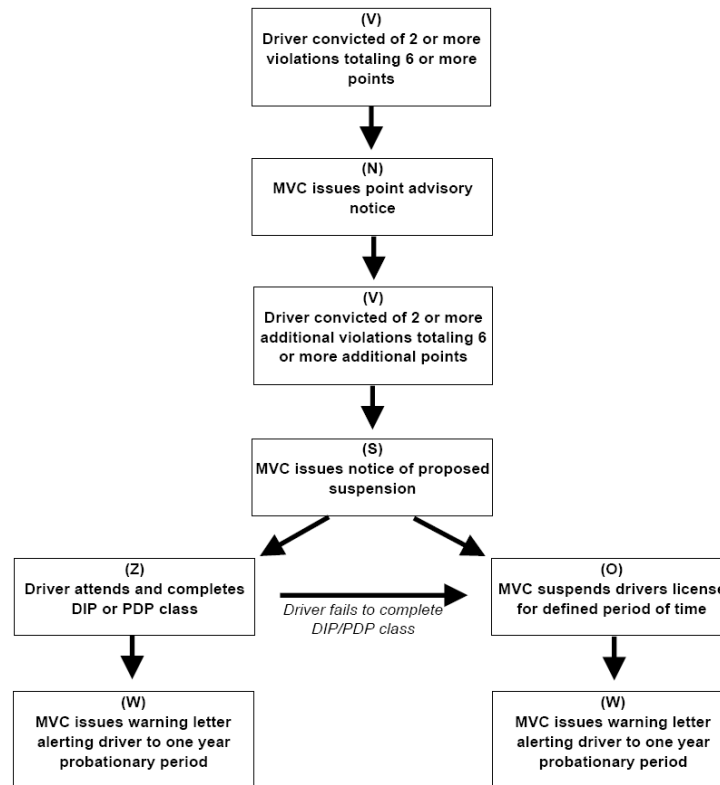 (V)
Driver convicted of 2 or more
violations totaling 6 or more
points
(N)
MVC issues point advisory
notice
(V)
Driver convicted of 2 or more
additional violations totaling 6
or more additional points
(S)
MVC issues notice of proposed
suspension
(Z)
Driver attends and completes
DIP or PDP class
Driver fails to complete
DIP/PDP class
(O)
MVC suspends drivers license
for defined period of time
(W)
MVC issues warning letter
alerting driver to one year
probationary period
(W)
MVC issues warning letter
alerting driver to one year
probationary period